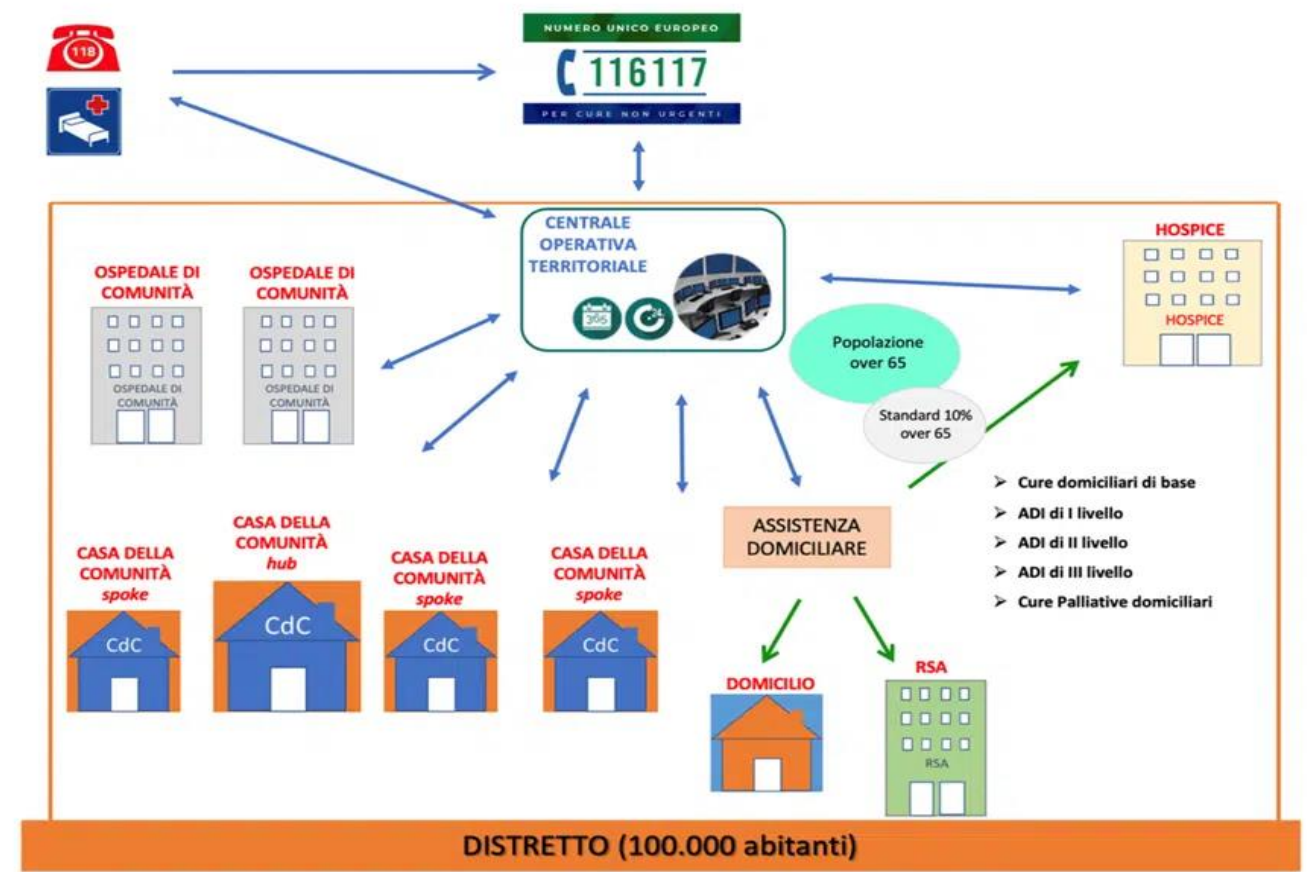 118
NUMERO UNICO EUROPEO
116117
PER CURE NON URGENTI
CENTRALE
OPERATIVA
TERRITORIALE
365
24
OSPEDALE DI
COMUNITÀ
OSPEDALE DI
COMUNITÀ
OSPEDALE DI
COMUNITÀ
OSPEDALE DI
COMUNITÀ
HOSPICE
HOSPICE
Popolazione
over 65
Standard 10%
over 65
CASA DELLA
COMUNITÀ
spoke
CdC
CASA DELLA
COMUNITÀ
hub
CdC
CASA DELLA
COMUNITÀ
spoke
CdC
CASA DELLA
COMUNITÀ
spoke
CdC
ASSISTENZA
DOMICILIARE
➢ Cure domiciliari di base
➢ ADI di I livello
➢ ADI di II livello
➢ ADI di III livello
➢ Cure Palliative domiciliari
DOMICILIO
RSA
RSA
DISTRETTO (100.000 abitanti)